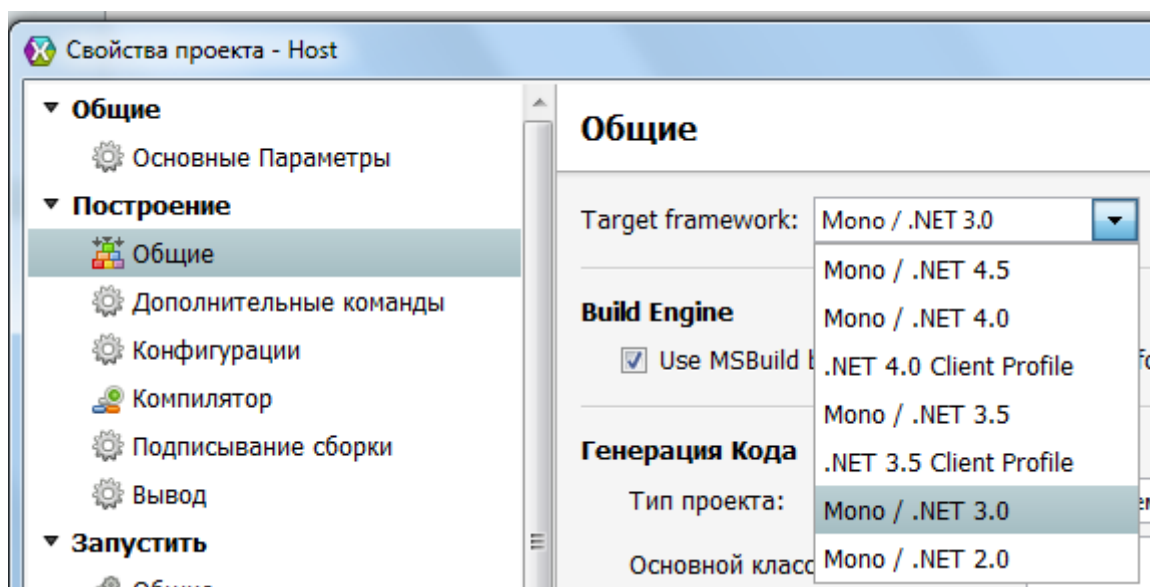 Свойства проекта - Host
Общие
Основные Параметры
Построение
Общие
Дополнительные команды
Конфигурации
Компилятор
Подписывание сборки
Вывод
Запустить
Общие
Общие
Target framework: Mono / .NET 3.0
Mono / .NET 4.5
Mono / .NET 4.0
.NET 4.0 Client Profile
Mono / .NET 3.5
.NET 3.5 Client Profile
Mono / .NET 3.0
Mono / .NET 2.0
Build Engine
Use MSBuild
Генерация Кода
Тип проекта:
Основной класс